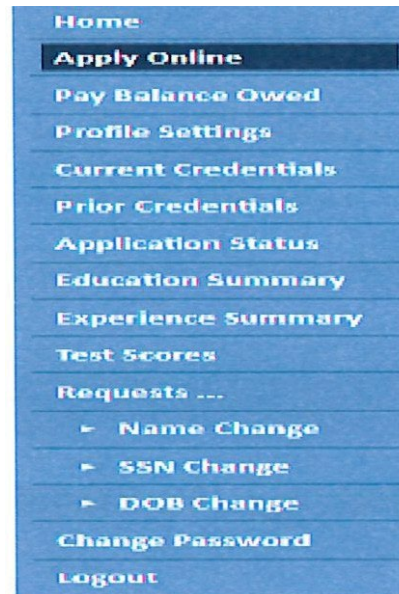 Home
Apply Online
Pay Balance Owed
Profile Settings
Current Credentials
Prior Credentials
Application Status
Education Summary
Experience Summary
Test Scores
Requests ...
► Name Change
► SSN Change
► DOB Change
Change Password
Logout